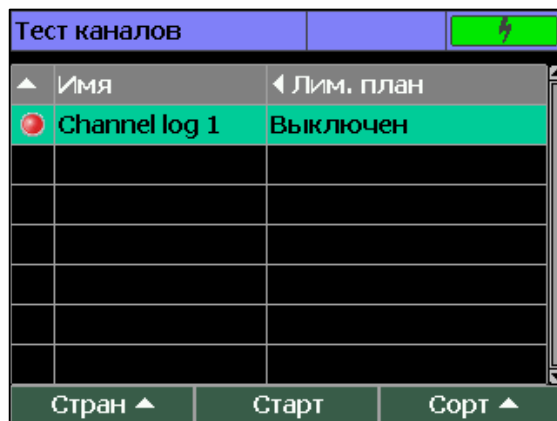 Тест каналов
Имя Лим. план
Channel log 1 Выключен
Стран Старт Сорт